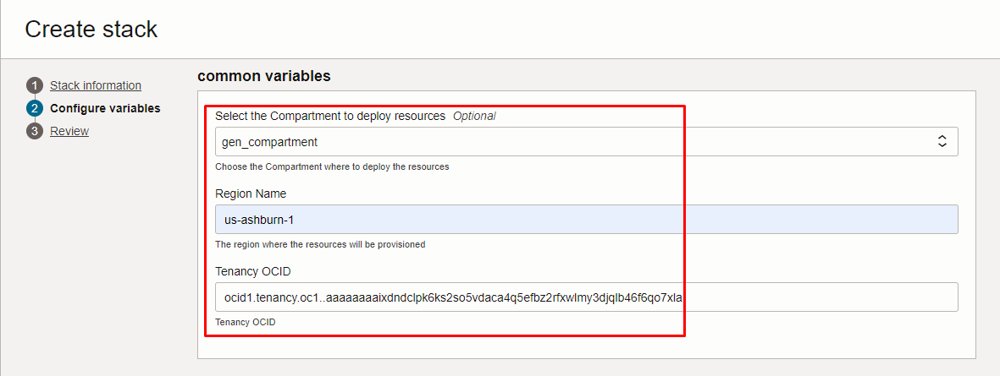 Create stack
1 Stack information
2 Configure variables
3 Review
common variables
Select the Compartment to deploy resources Optional
gen_compartment
Choose the Compartment where to deploy the resources
Region Name
us-ashburn-1
The region where the resources will be provisioned
Tenancy OCID
ocid1.tenancy.oc1..aaaaaaaaixdndclpk6ks2so5vdaca4q5efbz2rfxwlmy3djqlb46f6qo7xla
Tenancy OCID